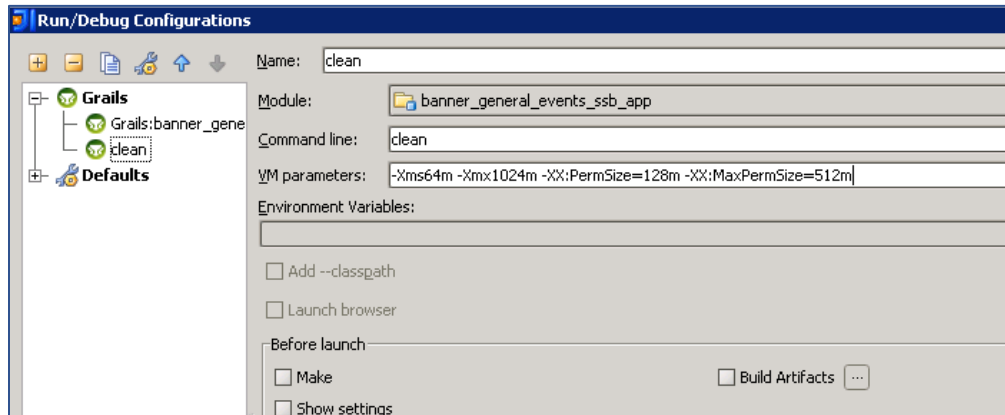 Run/Debug Configurations
Name: clean
Grails
Module: banner_general_events_ssb_app
Grails:banner_gene
Command line: clean
clean
Defaults
VM parameters: -Xms64m -Xmx1024m -XX:PermSize=128m -XX:MaxPermSize=512m
Environment Variables:
Add --classpath
Launch browser
Before launch
Make
Build Artifacts ...
Show settings